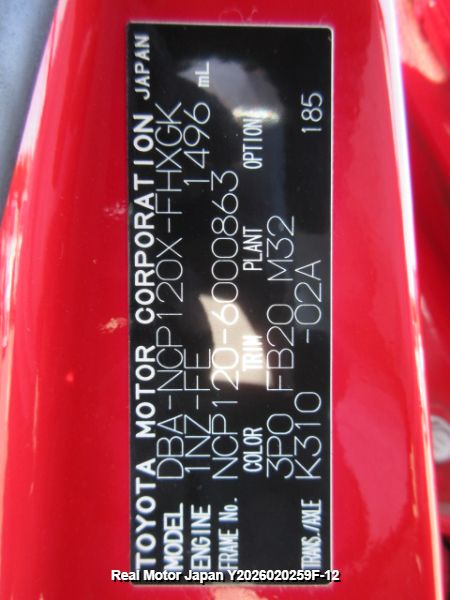 TOYOTA MOTOR CORPORATION JAPAN
MODEL DBA-NCP120X-FHXGK
ENGINE 1NZ-FE 1496 mL
FRAME No. NCP120-6000863
COLOR TRIM PLANT OPTION
3P0 FB20 M32
TRANS./AXLE K310 -02A 185
Real Motor Japan Y2026020259F-12